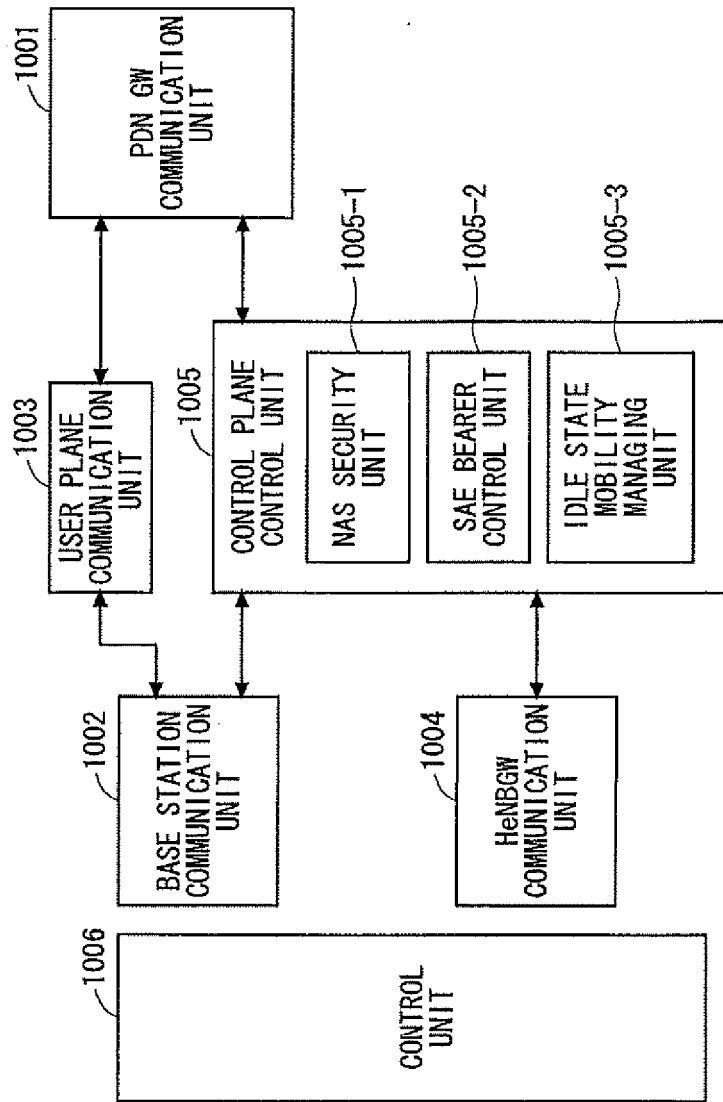 1006
CONTROL
UNIT
1002
BASE STATION
COMMUNICATION
UNIT
1004
HeNBGW
COMMUNICATION
UNIT
1003
USER PLANE
COMMUNICATION
UNIT
1005
CONTROL PLANE
CONTROL UNIT
NAS SECURITY
UNIT
1005-1
SAE BEARER
CONTROL UNIT
1005-2
IDLE STATE
MOBILITY
MANAGING
UNIT
1005-3
1001
PDN GW
COMMUNICATION
UNIT